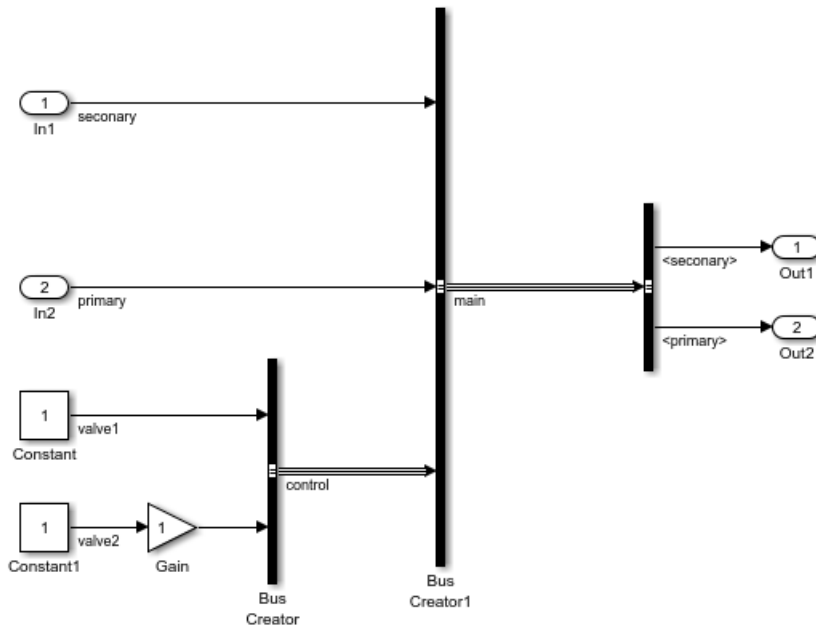 1
In1
seconary
2
In2
primary
1
Constant
valve1
1
Constant1
valve2
1
Gain
control
Bus
Creator
main
Bus
Creator1
<seconary>
1
Out1
<primary>
2
Out2